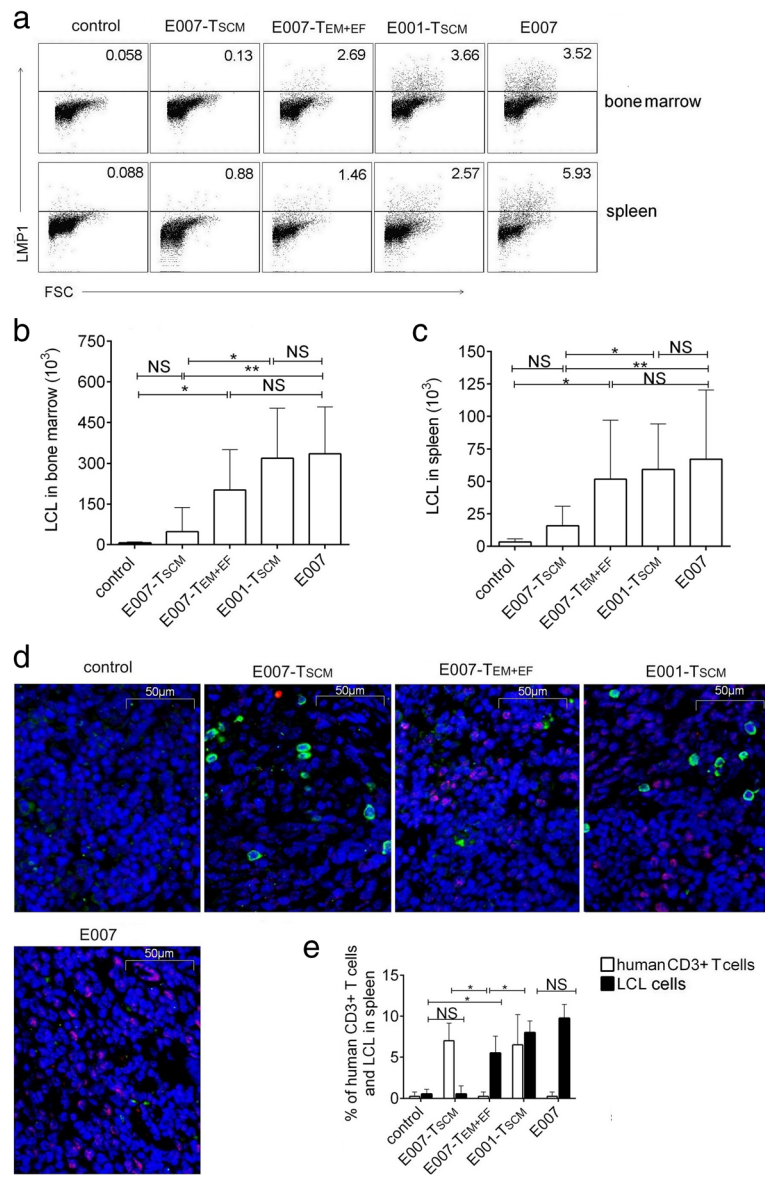 a
control E007-TSCM E007-TEM+EF E001-TSCM E007
0.058 0.13 2.69 3.66 3.52
bone marrow
0.088 0.88 1.46 2.57 5.93
spleen
LMP1
FSC
b
LCL in bone marrow (10³)
750
600
450
300
150
0
NS * NS
**
* NS
control E007-TSCM E007-TEM+EF E001-TSCM E007
c
LCL in spleen (10³)
150
125
100
75
50
25
0
NS * NS
**
* NS
control E007-TSCM E007-TEM+EF E001-TSCM E007
d
control E007-TSCM E007-TEM+EF E001-TSCM
50µm 50µm 50µm 50µm
E007
50µm
e
% of human CD3+ T cells
and LCL in spleen
15
10
5
0
* * NS
*
NS
human CD3+ T cells
LCL cells
control E007-TSCM E007-TEM+EF E001-TSCM E007